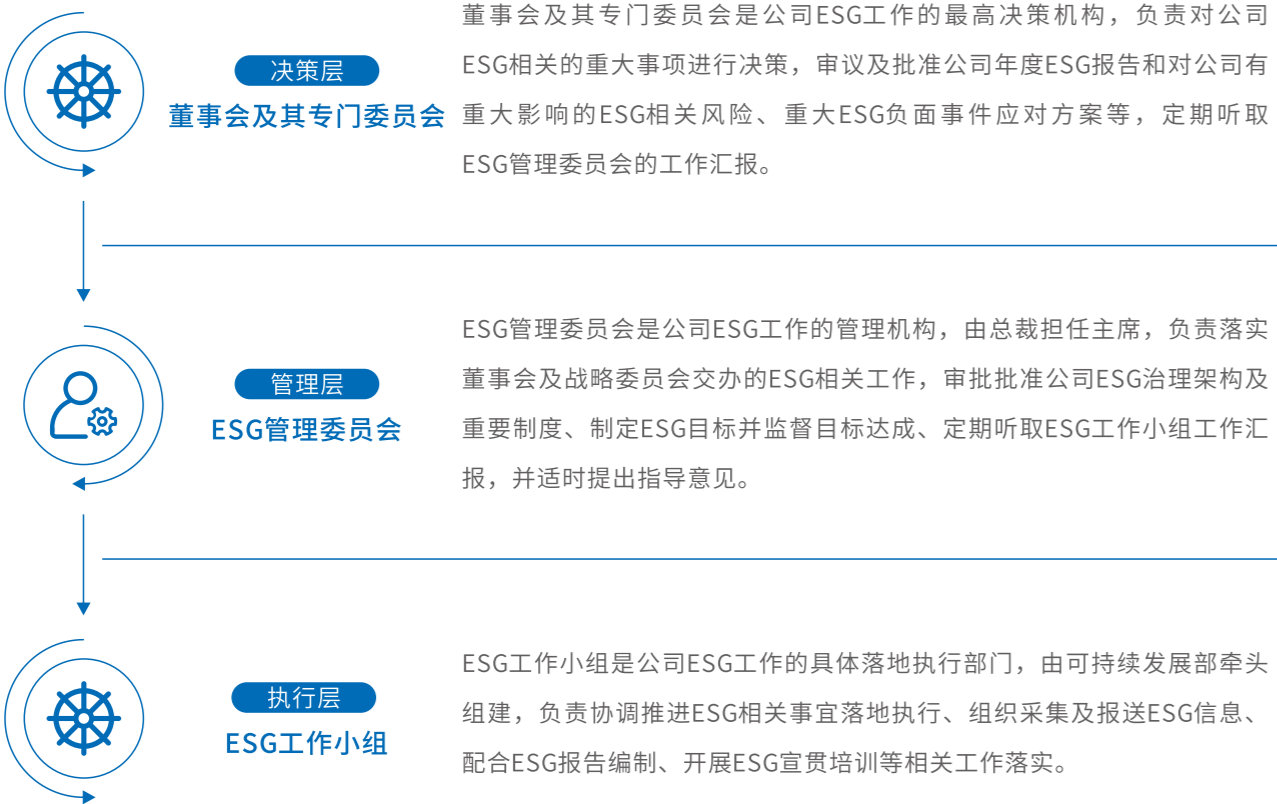 决策层
董事会及其专门委员会
董事会及其专门委员会是公司ESG工作的最高决策机构，负责对公司
ESG相关的重大事项进行决策，审议及批准公司年度ESG报告和对公司有
重大影响的ESG相关风险、重大ESG负面事件应对方案等，定期听取
ESG管理委员会的工作汇报。
管理层
ESG管理委员会
ESG管理委员会是公司ESG工作的管理机构，由总裁担任主席，负责落实
董事会及战略委员会交办的ESG相关工作，审批批准公司ESG治理架构及
重要制度、制定ESG目标并监督目标达成、定期听取ESG工作小组工作汇
报，并适时提出指导意见。
执行层
ESG工作小组
ESG工作小组是公司ESG工作的具体落地执行部门，由可持续发展部牵头
组建，负责协调推进ESG相关事宜落地执行、组织采集及报送ESG信息、
配合ESG报告编制、开展ESG宣贯培训等相关工作落实。